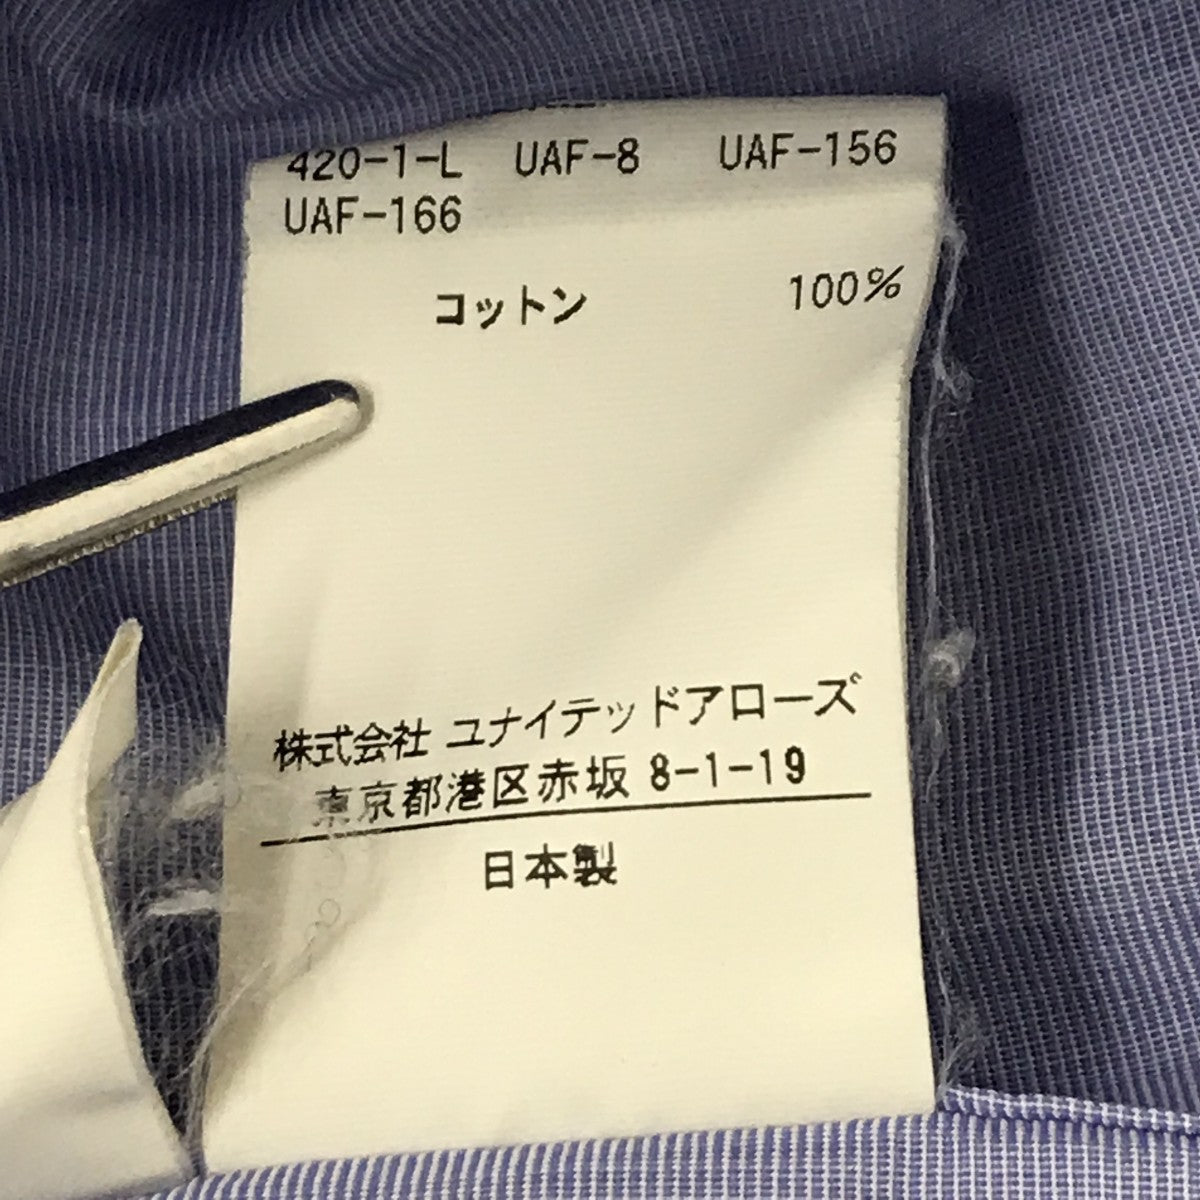 420-1-L UAF-8 UAF-156
UAF-166
コットン 100%
株式会社 ユナイテッドアローズ
東京都港区赤坂 8-1-19
日本製